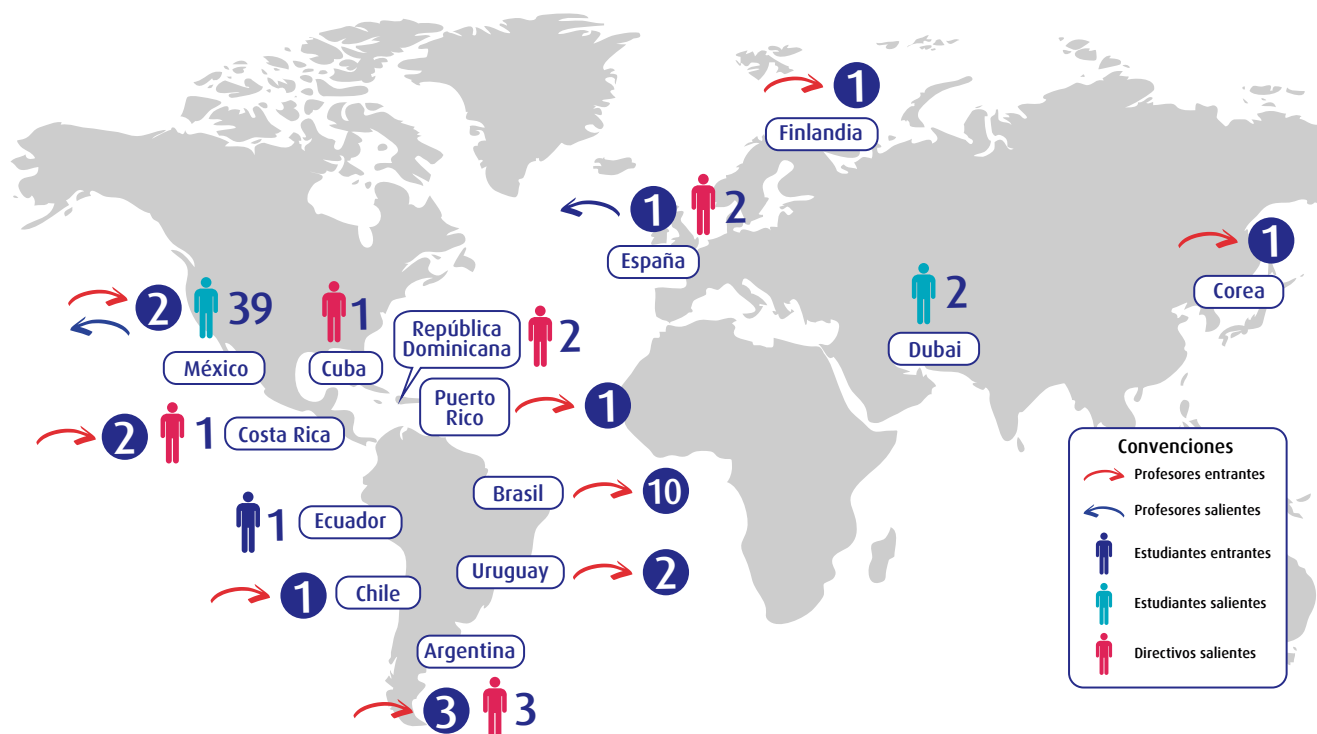 1
Finlandia
1
2
España
1
Corea
2
39
México
1
Cuba
República
Dominicana
2
2
Dubai
Puerto
Rico
1
2
1
Costa Rica
Brasil
10
1
Ecuador
Uruguay
2
1
Chile
Argentina
3
3
Convenciones
Profesores entrantes
Profesores salientes
Estudiantes entrantes
Estudiantes salientes
Directivos salientes